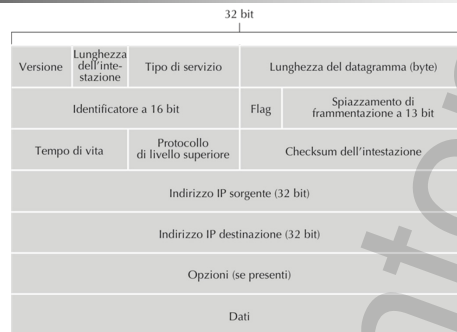 32 bit
Versione
Lunghezza
dell'inte-
stazione
Tipo di servizio
Lunghezza del datagramma (byte)
Identificatore a 16 bit
Flag
Spiazzamento di
frammentazione a 13 bit
Tempo di vita
Protocollo
di livello superiore
Checksum dell'intestazione
Indirizzo IP sorgente (32 bit)
Indirizzo IP destinazione (32 bit)
Opzioni (se presenti)
Dati